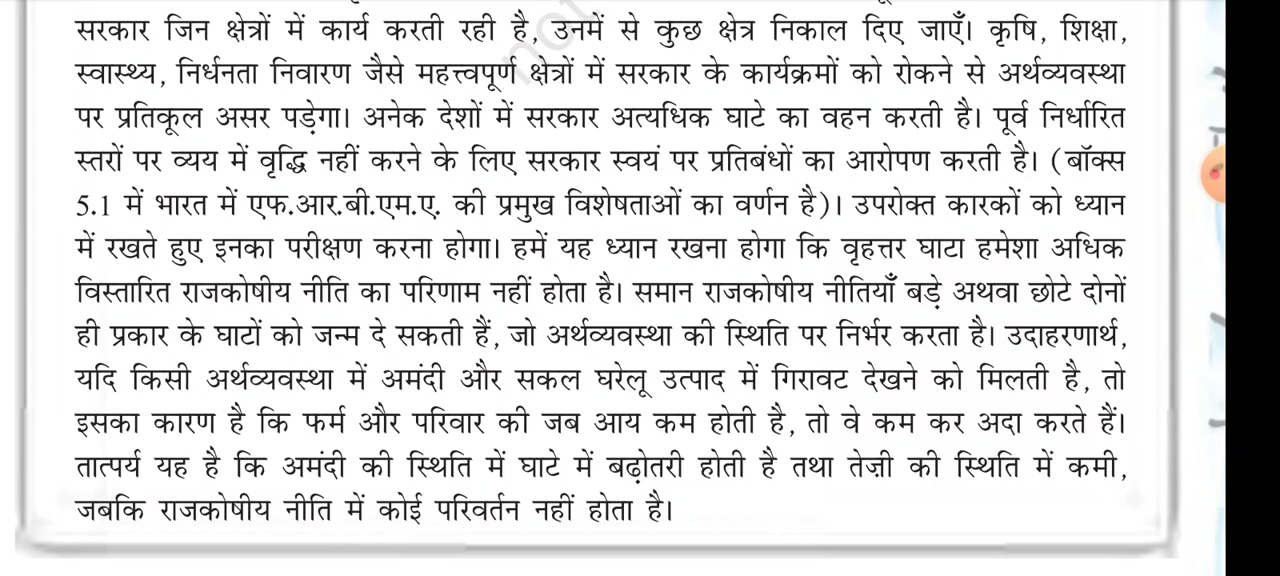 सरकार जिन क्षेत्रों में कार्य करती रही है, उनमें से कुछ क्षेत्र निकाल दिए जाएँ। कृषि, शिक्षा,
स्वास्थ्य, निर्धनता निवारण जैसे महत्त्वपूर्ण क्षेत्रों में सरकार के कार्यक्रमों को रोकने से अर्थव्यवस्था
पर प्रतिकूल असर पड़ेगा। अनेक देशों में सरकार अत्यधिक घाटे का वहन करती है। पूर्व निर्धारित
स्तरों पर व्यय में वृद्धि नहीं करने के लिए सरकार स्वयं पर प्रतिबंधों का आरोपण करती है। (बॉक्स
5.1 में भारत में एफ.आर.बी.एम.ए. की प्रमुख विशेषताओं का वर्णन है)। उपरोक्त कारकों को ध्यान
में रखते हुए इनका परीक्षण करना होगा। हमें यह ध्यान रखना होगा कि वृहत्तर घाटा हमेशा अधिक
विस्तारित राजकोषीय नीति का परिणाम नहीं होता है। समान राजकोषीय नीतियाँ बड़े अथवा छोटे दोनों
ही प्रकार के घाटों को जन्म दे सकती हैं, जो अर्थव्यवस्था की स्थिति पर निर्भर करता है। उदाहरणार्थ,
यदि किसी अर्थव्यवस्था में अमंदी और सकल घरेलू उत्पाद में गिरावट देखने को मिलती है, तो
इसका कारण है कि फर्म और परिवार की जब आय कम होती है, तो वे कम कर अदा करते हैं।
तात्पर्य यह है कि अमंदी की स्थिति में घाटे में बढ़ोतरी होती है तथा तेज़ी की स्थिति में कमी,
जबकि राजकोषीय नीति में कोई परिवर्तन नहीं होता है।